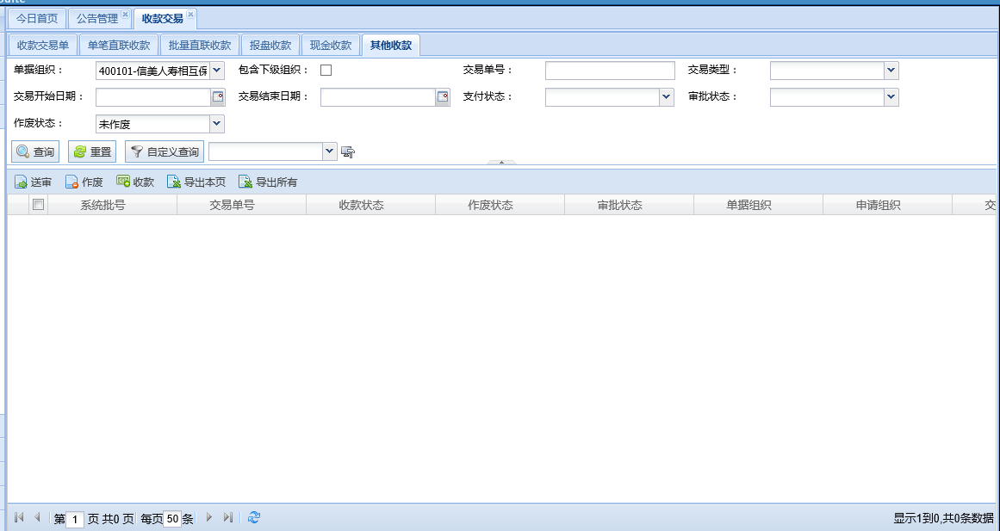 今日首页 公告管理 收款交易
收款交易单 单笔直联收款 批量直联收款 报盘收款 现金收款 其他收款
单据组织： 400101-信美人寿相互保 包含下级组织： 交易单号： 交易类型：
交易开始日期： 交易结束日期： 支付状态： 审批状态：
作废状态： 未作废
查询 重置 自定义查询
送审 作废 收款 导出本页 导出所有
系统批号 交易单号 收款状态 作废状态 审批状态 单据组织 申请组织 交
第 1 页 共0 页 每页 50 条 显示1到0,共0条数据